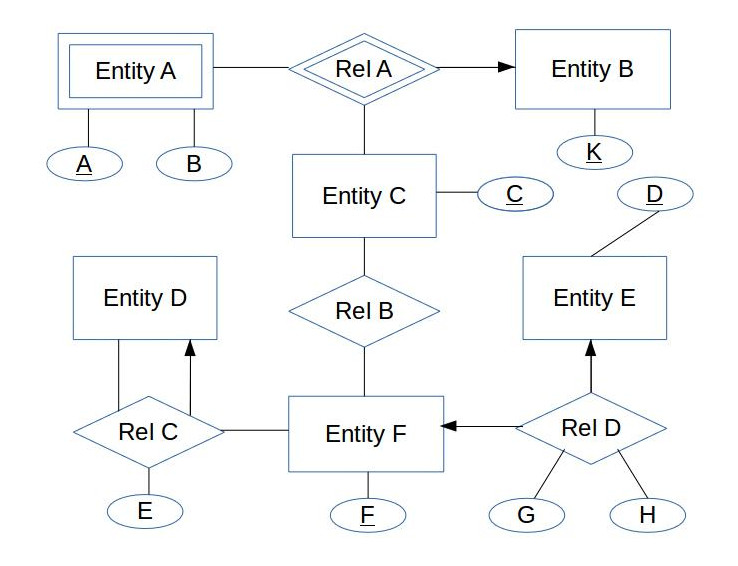 Entity A
Rel A
Entity B
A
B
K
Entity C
C
D
Entity D
Rel B
Entity E
Rel C
Entity F
Rel D
E
F
G
H